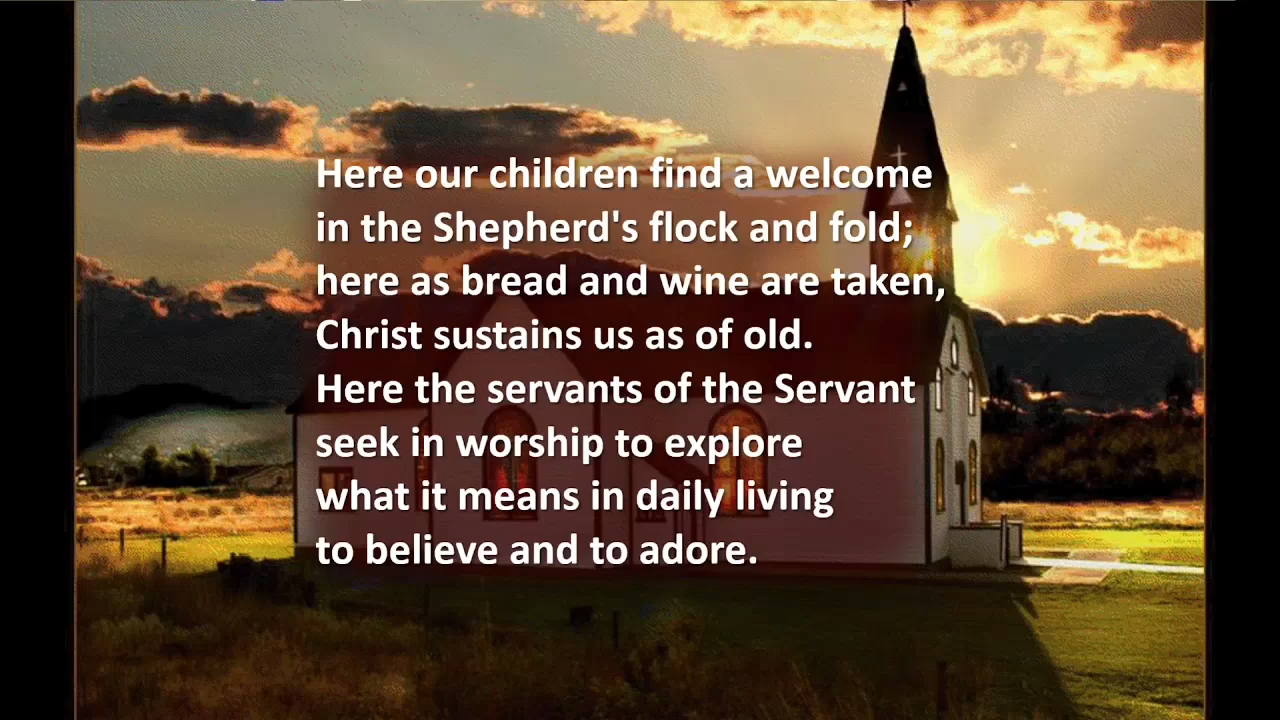 Here our children find a welcome
in the Shepherd's flock and fold;
here as bread and wine are taken,
Christ sustains us as of old.
Here the servants of the Servant
seek in worship to explore
what it means in daily living
to believe and to adore.